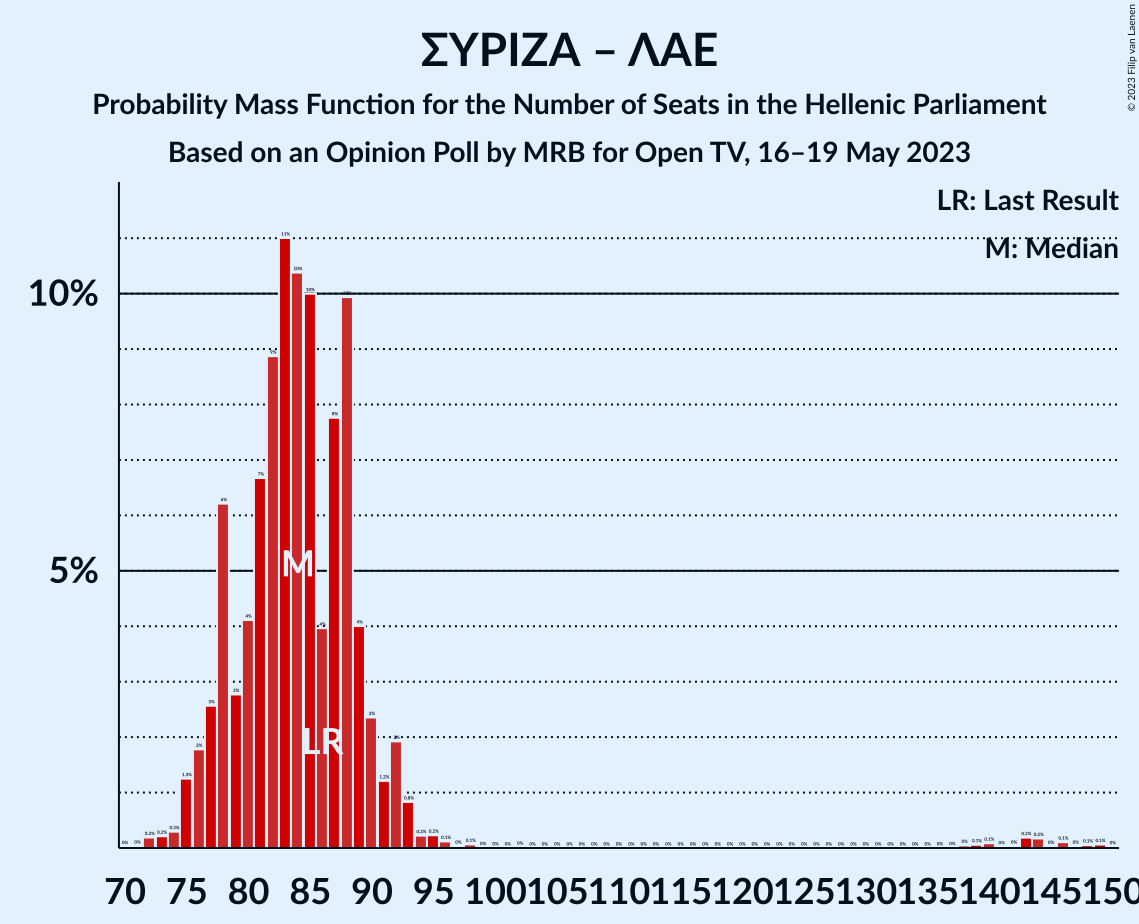 ΣΥΡΙΖΑ – ΛΑΕ
Probability Mass Function for the Number of Seats in the Hellenic Parliament
Based on an Opinion Poll by MRB for Open TV, 16–19 May 2023
© 2023 Filip van Laenen
LR: Last Result
M: Median
10%
5%
M
LR
70 75 80 85 90 95 100 105 110 115 120 125 130 135 140 145 150